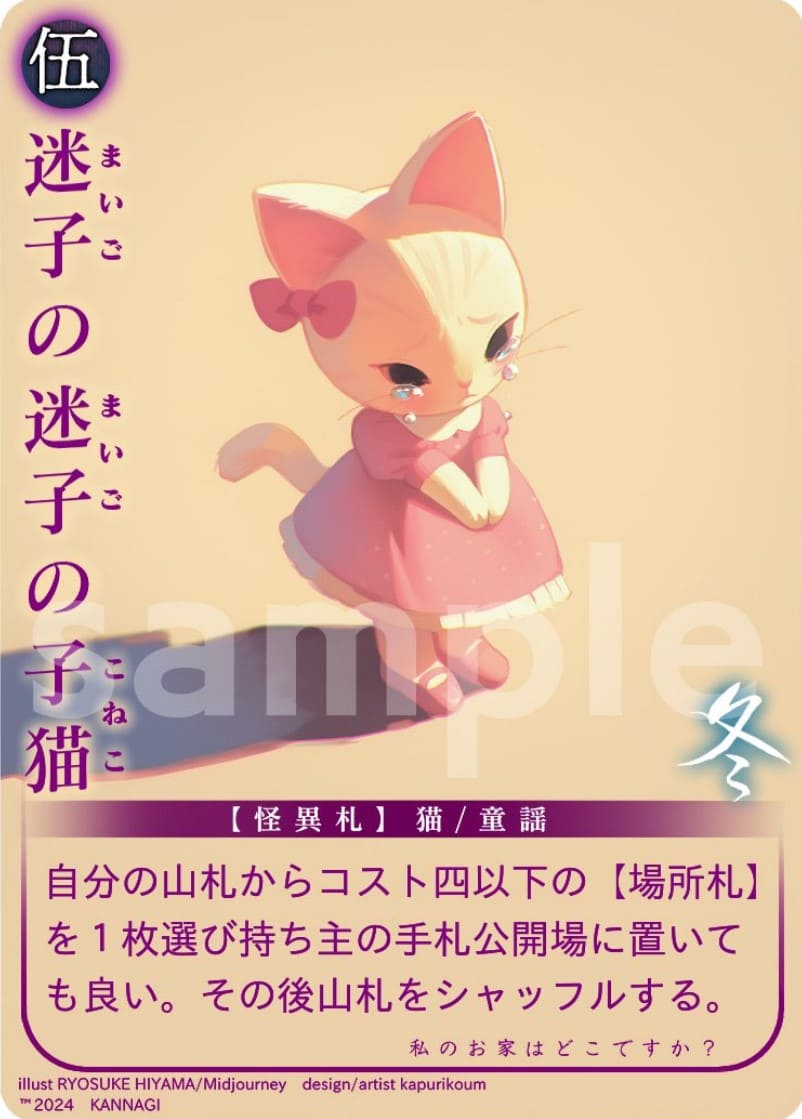 伍
迷子の迷子の子猫
まいご
まいご
こねこ
sample
冬
【怪異札】 猫/童謡
自分の山札からコスト四以下の【場所札】
を１枚選び持ち主の手札公開場に置いて
も良い。その後山札をシャッフルする。
私のお家はどこですか？
illust RYOSUKE HIYAMA/Midjourney design/artist kapurikoum
™2024 KANNAGI